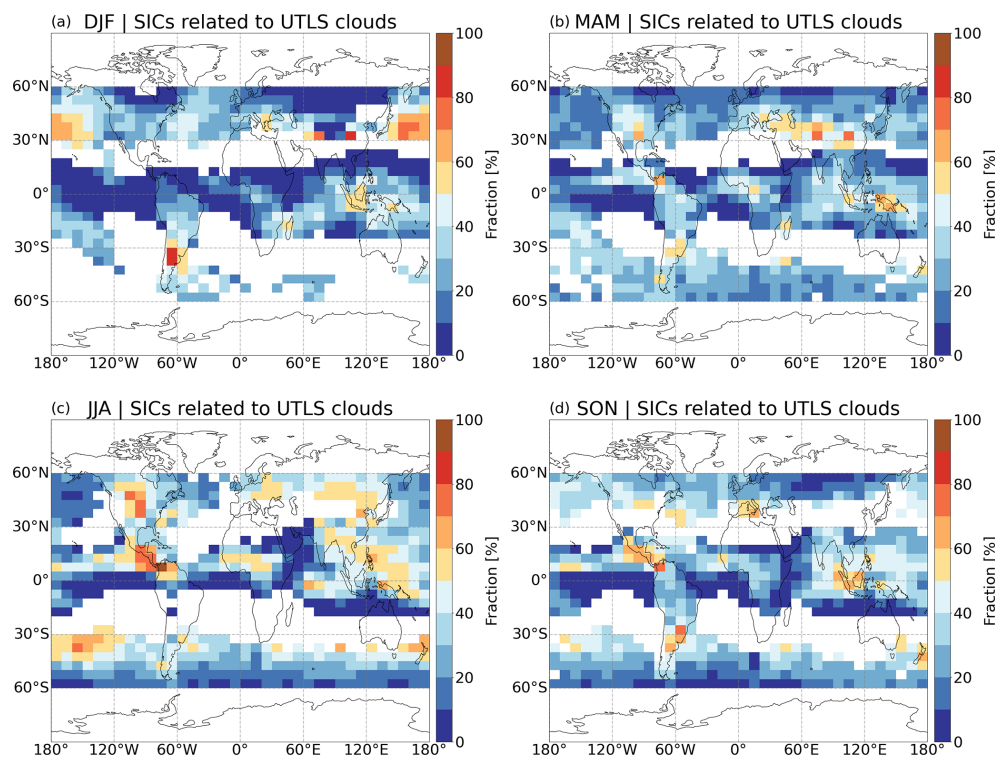 (a) DJF | SICs related to UTLS clouds
60°N
30°N
0°
30°S
60°S
180° 120°W 60°W 0° 60°E 120°E 180°
100
80
60
40
20
0
Fraction [%]
(b) MAM | SICs related to UTLS clouds
60°N
30°N
0°
30°S
60°S
180° 120°W 60°W 0° 60°E 120°E 180°
100
80
60
40
20
0
Fraction [%]
(c) JJA | SICs related to UTLS clouds
60°N
30°N
0°
30°S
60°S
180° 120°W 60°W 0° 60°E 120°E 180°
100
80
60
40
20
0
Fraction [%]
(d) SON | SICs related to UTLS clouds
60°N
30°N
0°
30°S
60°S
180° 120°W 60°W 0° 60°E 120°E 180°
100
80
60
40
20
0
Fraction [%]